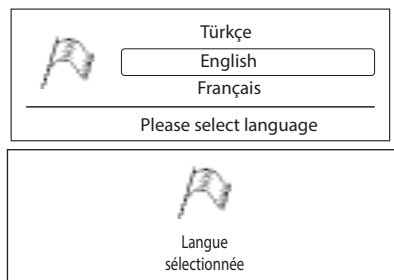 Türkçe
English
Français
Please select language
Langue
sélectionnée